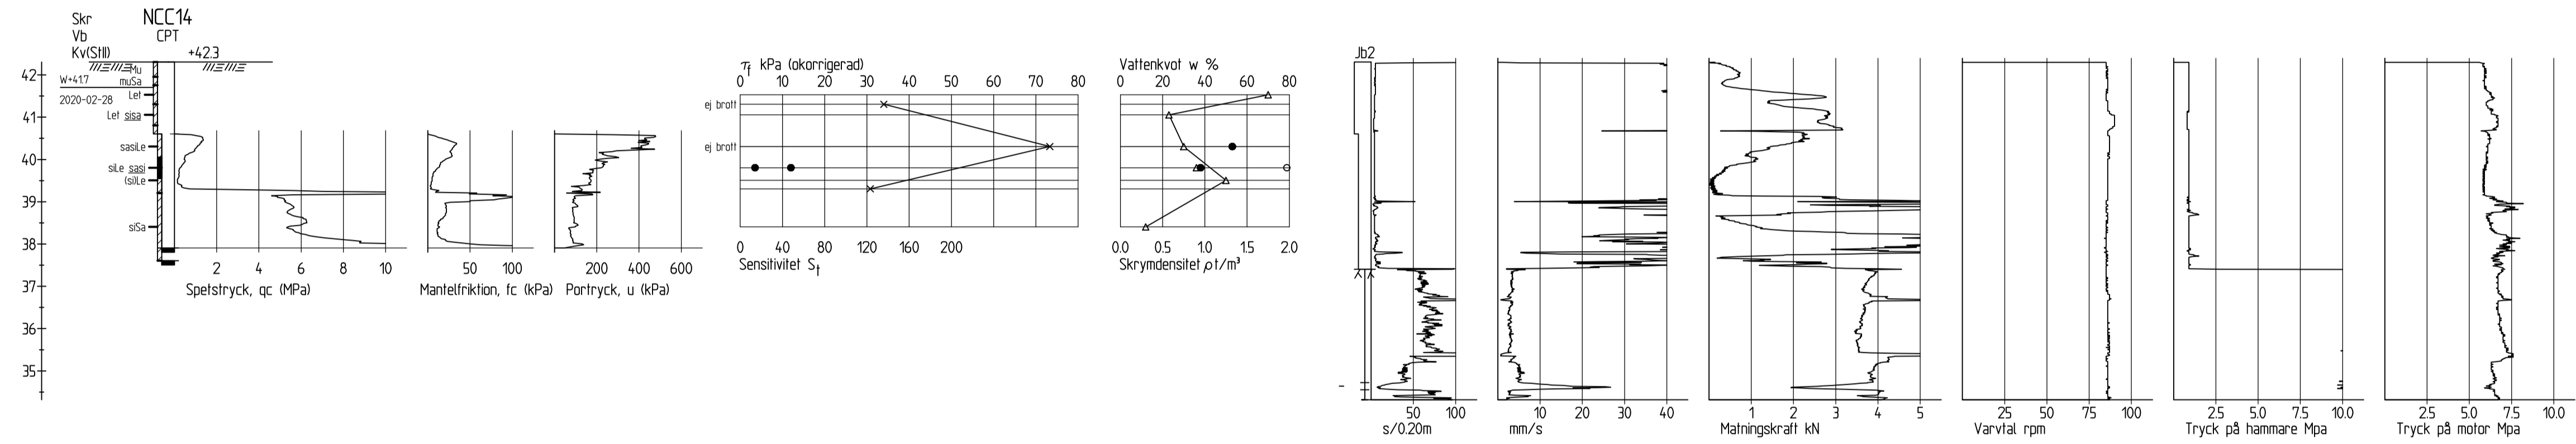 Skr NCC14
Vb CPT
Kv(StII) +42.3
Mu
W+41.7 muSa
2020-02-28 Let
Let sisa
sasiLe
siLe sasi
(si)Le
siSa
42
41
40
39
38
37
36
35
2 4 6 8 10
Spetstryck, qc (MPa)
50 100
Mantelfriktion, fc (kPa)
200 400 600
Portryck, u (kPa)
τf kPa (okorrigerad)
0 10 20 30 40 50 60 70 80
ej brott
ej brott
0 40 80 120 160 200
Sensitivitet St
Vattenkvot w %
0 20 40 60 80
0.0 0.5 1.0 1.5 2.0
Skrymdensitet ρt/m³
Jb2
50 100
s/0.20m
10 20 30 40
mm/s
1 2 3 4 5
Matningskraft kN
25 50 75 100
Varvtal rpm
2.5 5.0 7.5 10.0
Tryck på hammare Mpa
2.5 5.0 7.5 10.0
Tryck på motor Mpa